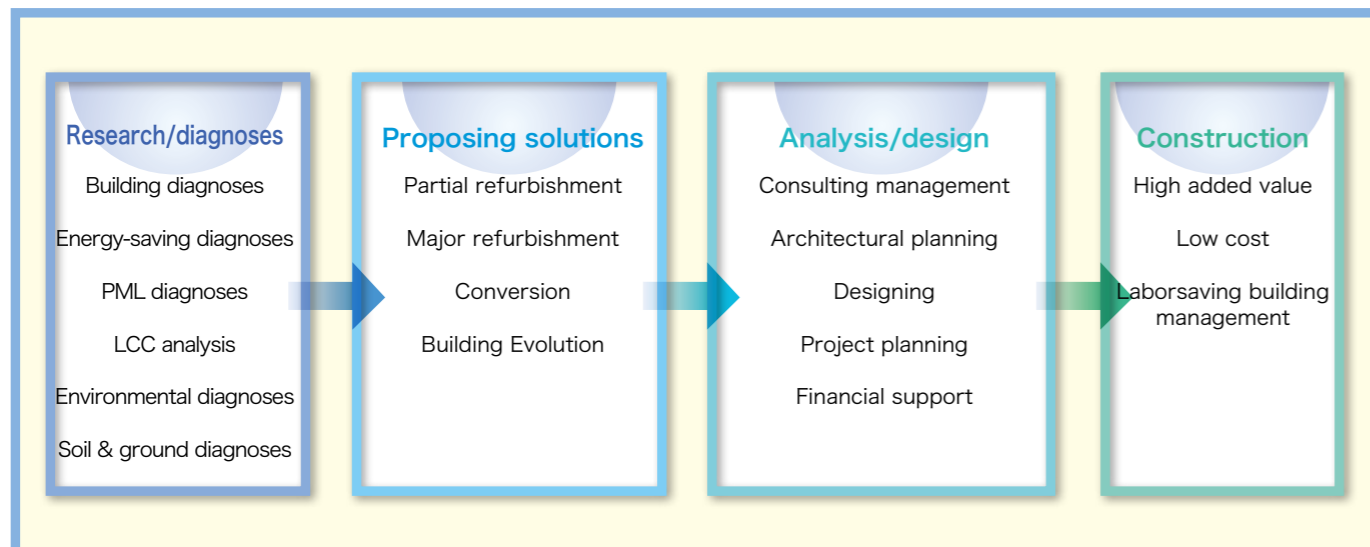 Research/diagnoses
Building diagnoses
Energy-saving diagnoses
PML diagnoses
LCC analysis
Environmental diagnoses
Soil & ground diagnoses
Proposing solutions
Partial refurbishment
Major refurbishment
Conversion
Building Evolution
Analysis/design
Consulting management
Architectural planning
Designing
Project planning
Financial support
Construction
High added value
Low cost
Laborsaving building
management